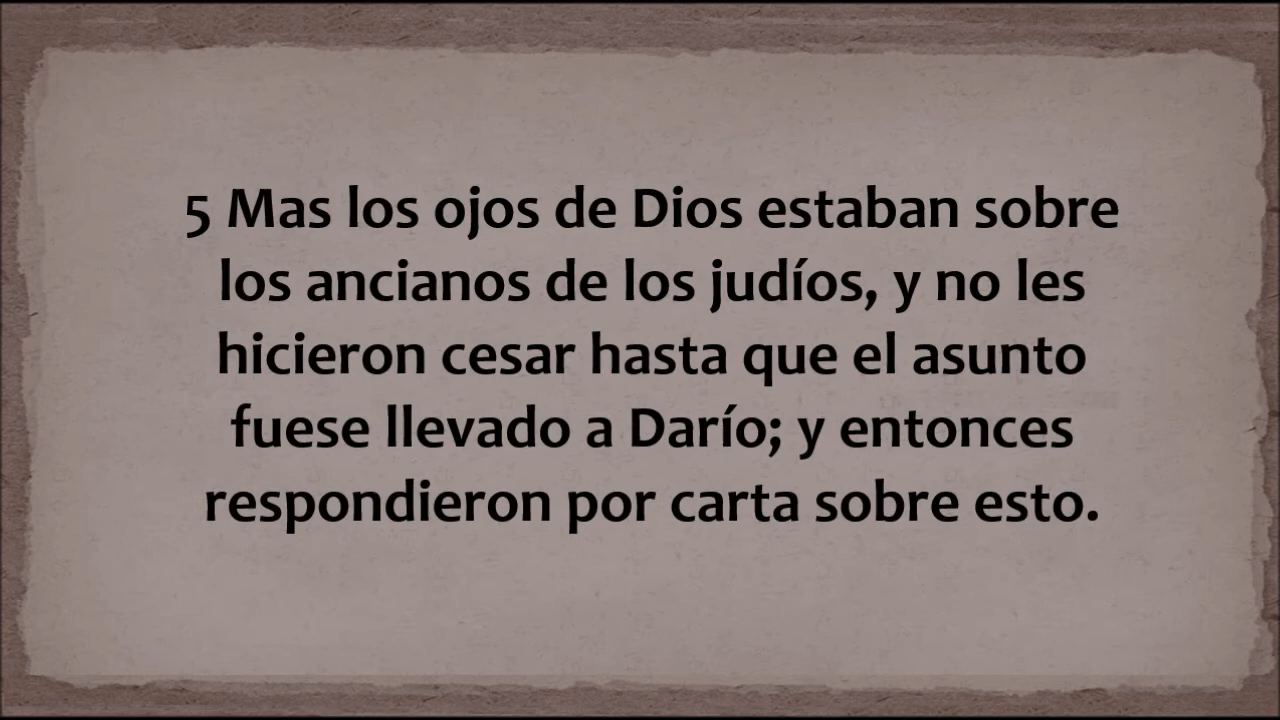 5 Mas los ojos de Dios estaban sobre
los ancianos de los judíos, y no les
hicieron cesar hasta que el asunto
fuese llevado a Darío; y entonces
respondieron por carta sobre esto.